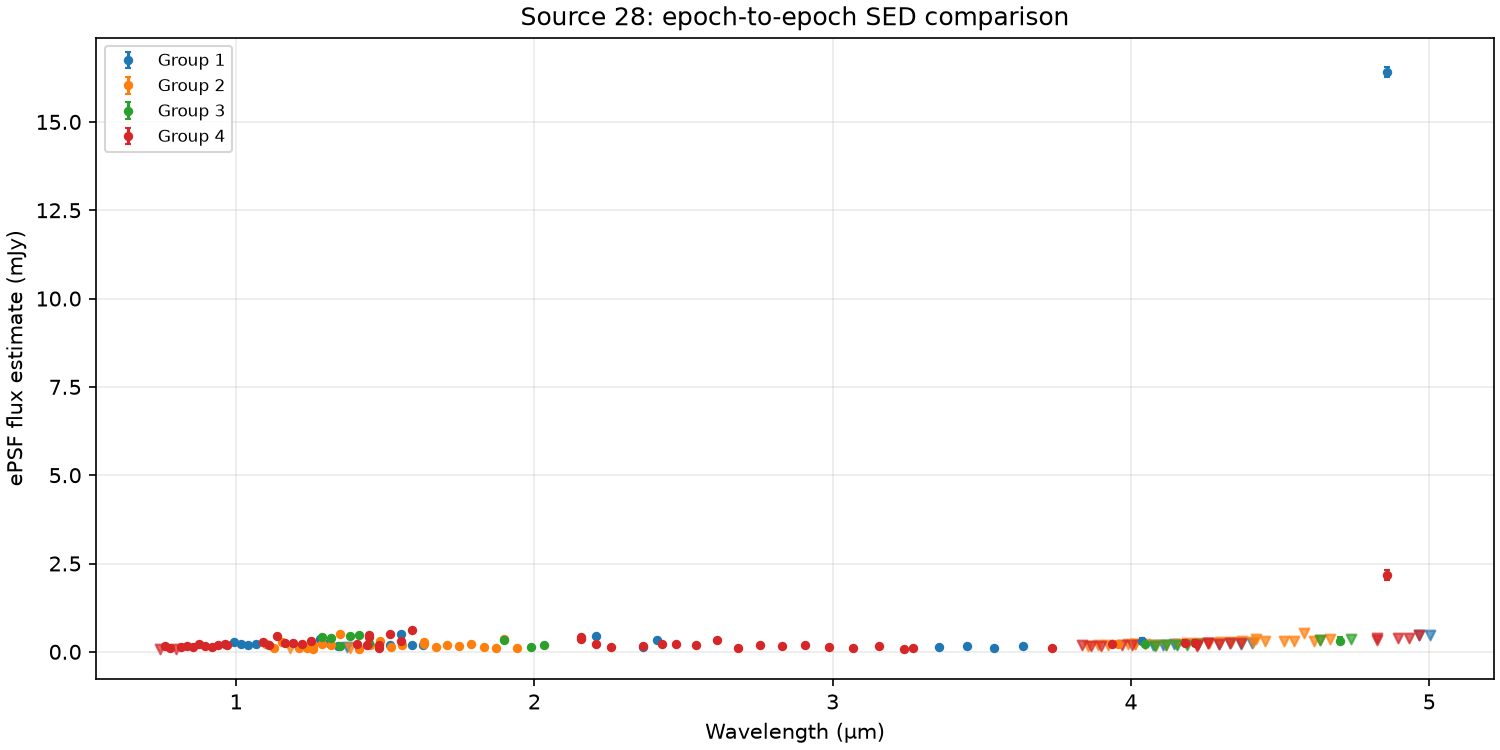 Source 28: epoch-to-epoch SED comparison
Group 1
Group 2
Group 3
Group 4
ePSF flux estimate (mJy)
15.0
12.5
10.0
7.5
5.0
2.5
0.0
1 2 3 4 5
Wavelength (μm)